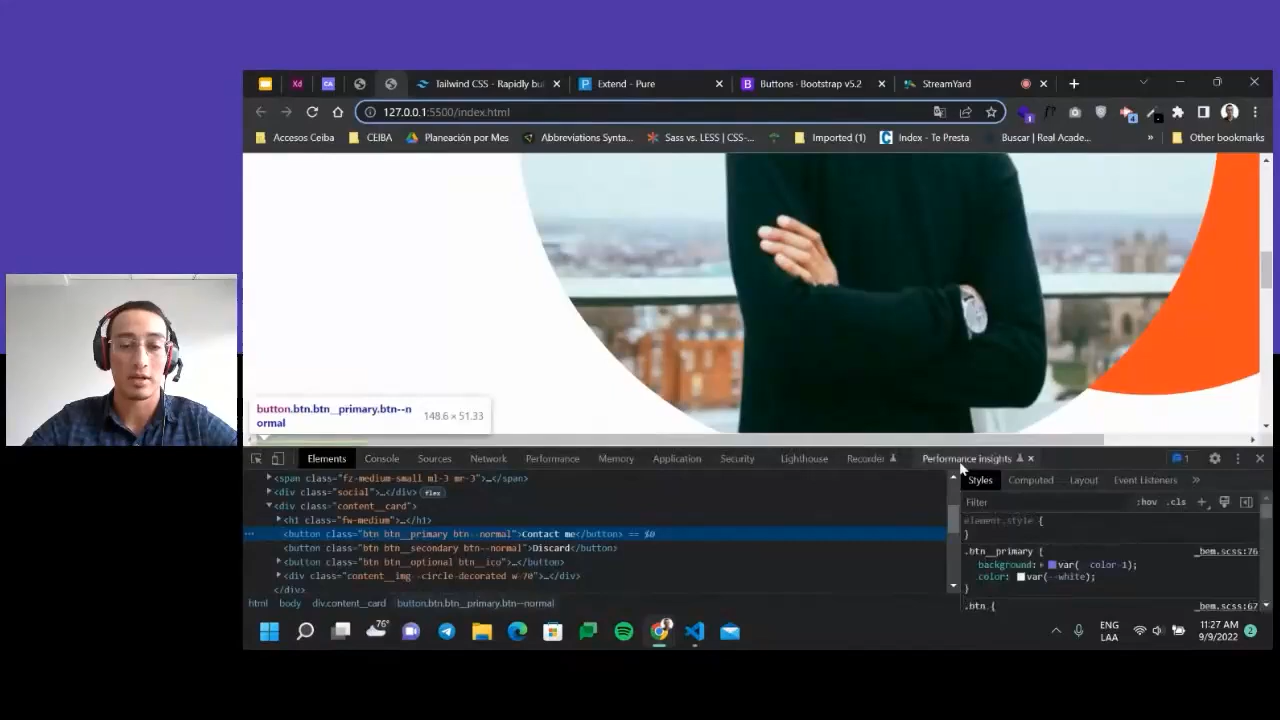 Xd
CA
Tailwind CSS - Rapidly bu
Extend - Pure
B
Buttons · Bootstrap v5.2
StreamYard
127.0.0.1:5500/index.html
1
4
Accesos Ceiba
CEIBA
Planeación por Mes
Abbreviations Synta...
Sass vs. LESS | CSS-...
Imported (1)
Index - Te Presta
Buscar | Real Acade...
»
Other bookmarks
button.btn.btn__primary.btn--n
ormal
148.6 × 51.33
Elements
Console
Sources
Network
Performance
Memory
Application
Security
Lighthouse
Recorder
Performance insights
1
<span class="fz-medium-small ml-3 mr-3">…</span>
<div class="social">…</div> flex
<div class="content__card">
<h1 class="fw-medium">…</h1>
<button class="btn btn__primary btn--normal">Contact me</button> == $0
<button class="btn btn__secondary btn--normal">Discard</button>
<button class="btn btn__optional btn__ico">…</button>
<div class="content__img--circle-decorated w-70">…</div>
</div>
html body div.content__card button.btn.btn__primary.btn--normal
Styles
Computed
Layout
Event Listeners
»
Filter
:hov .cls +
element.style {
}
.btn__primary {
_bem.scss:76
background: var(--color-1);
color: var(--white);
}
.btn {
_bem.scss:67
76°
ENG
LAA
11:27 AM
9/9/2022
2